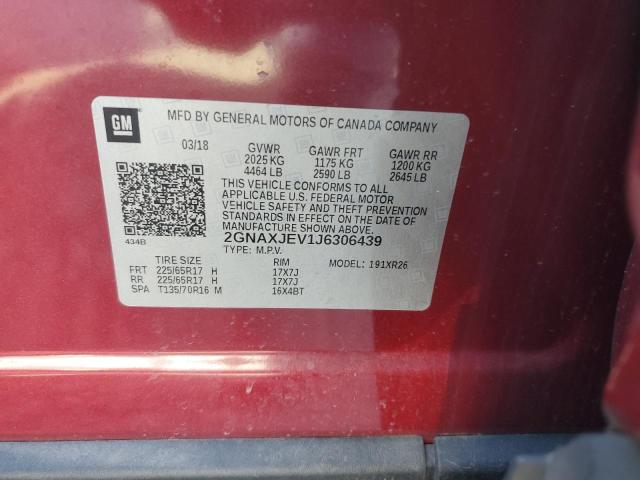 GM
MFD BY GENERAL MOTORS OF CANADA COMPANY
03/18 GVWR GAWR FRT GAWR RR
2025 KG 1175 KG 1200 KG
4464 LB 2590 LB 2645 LB
THIS VEHICLE CONFORMS TO ALL
APPLICABLE U.S. FEDERAL MOTOR
VEHICLE SAFETY AND THEFT PREVENTION
STANDARDS IN EFFECT ON THE DATE OF
MANUFACTURE SHOWN ABOVE.
434B 2GNAXJEV1J6306439
TYPE: M.P.V.
TIRE SIZE RIM MODEL: 191XR26
FRT 225/65R17 H 17X7J
RR 225/65R17 H 17X7J
SPA T135/70R16 M 16X4BT